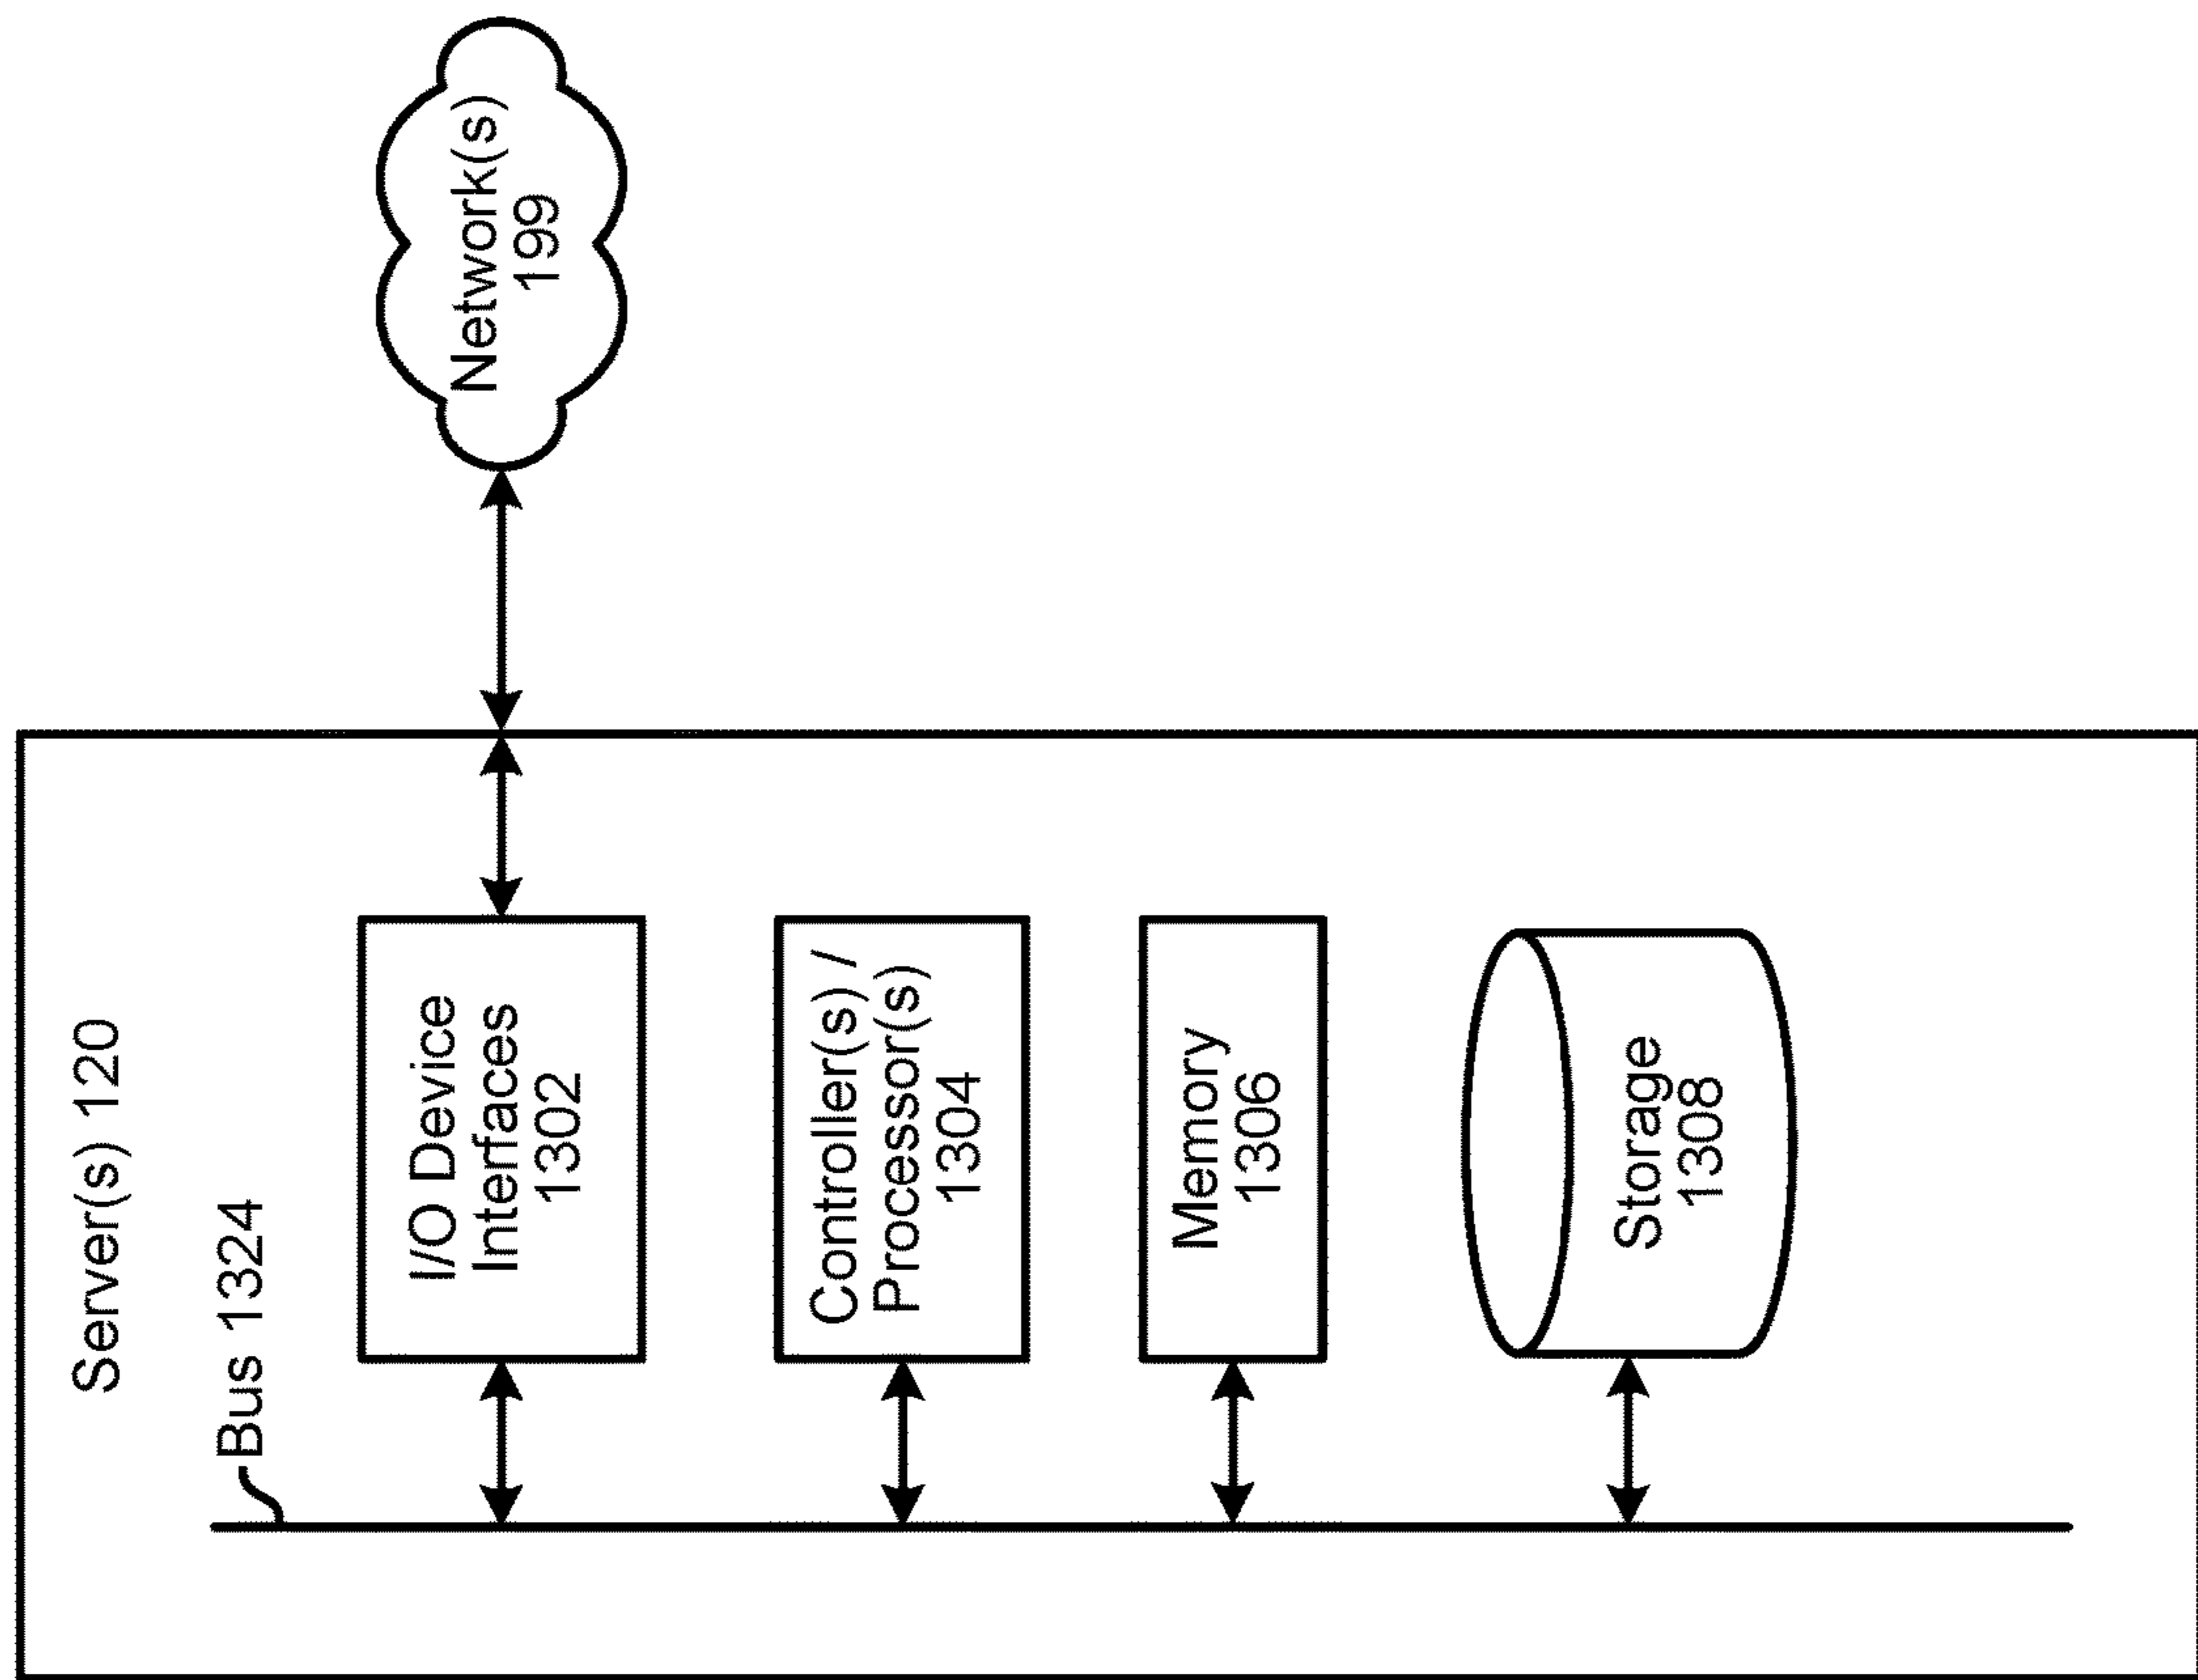 Server(s) 120
Bus 1324
I/O Device
Interfaces
1302
Controller(s) /
Processor(s)
1304
Memory
1306
Storage
1308
Network(s)
199